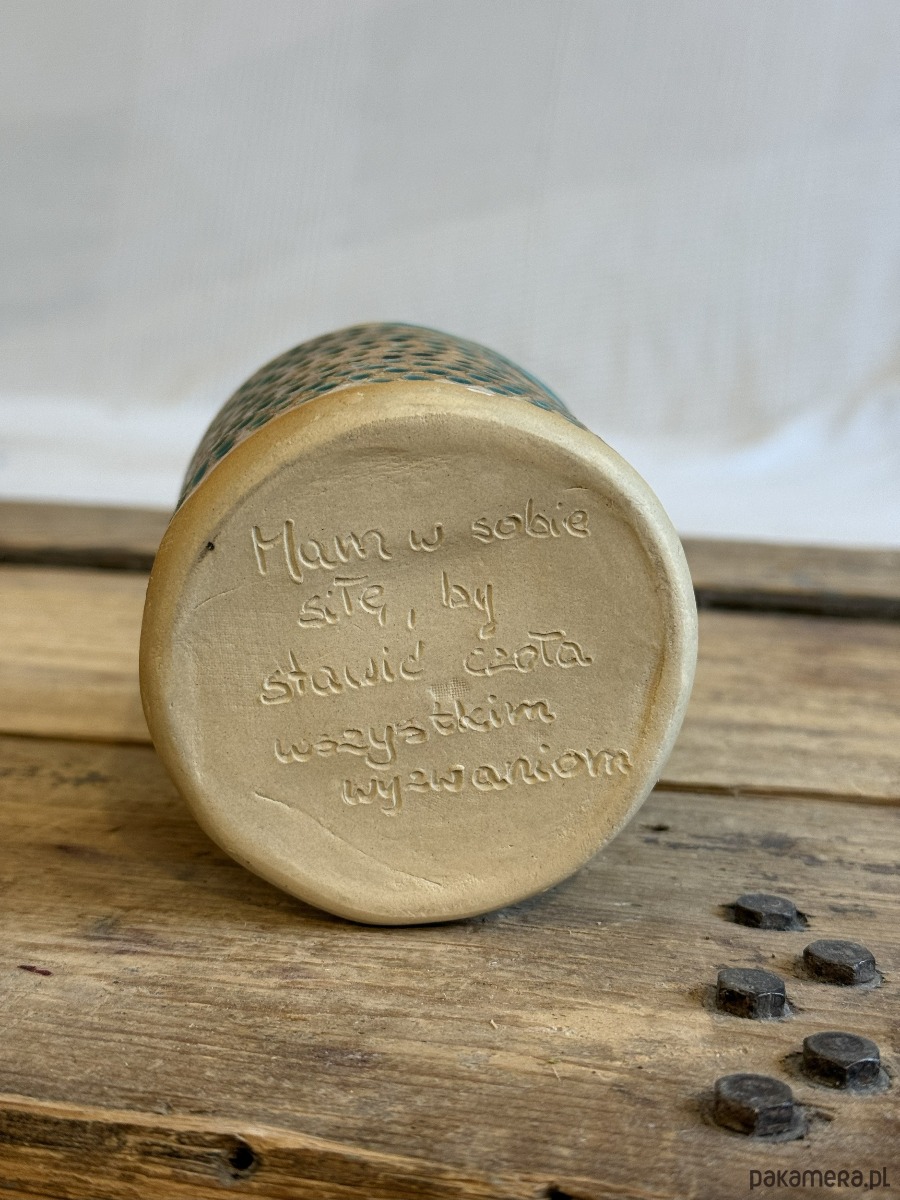 Mam w sobie
siłę, by
stawić czoła
wszystkim
wyzwaniom
pakamera.pl